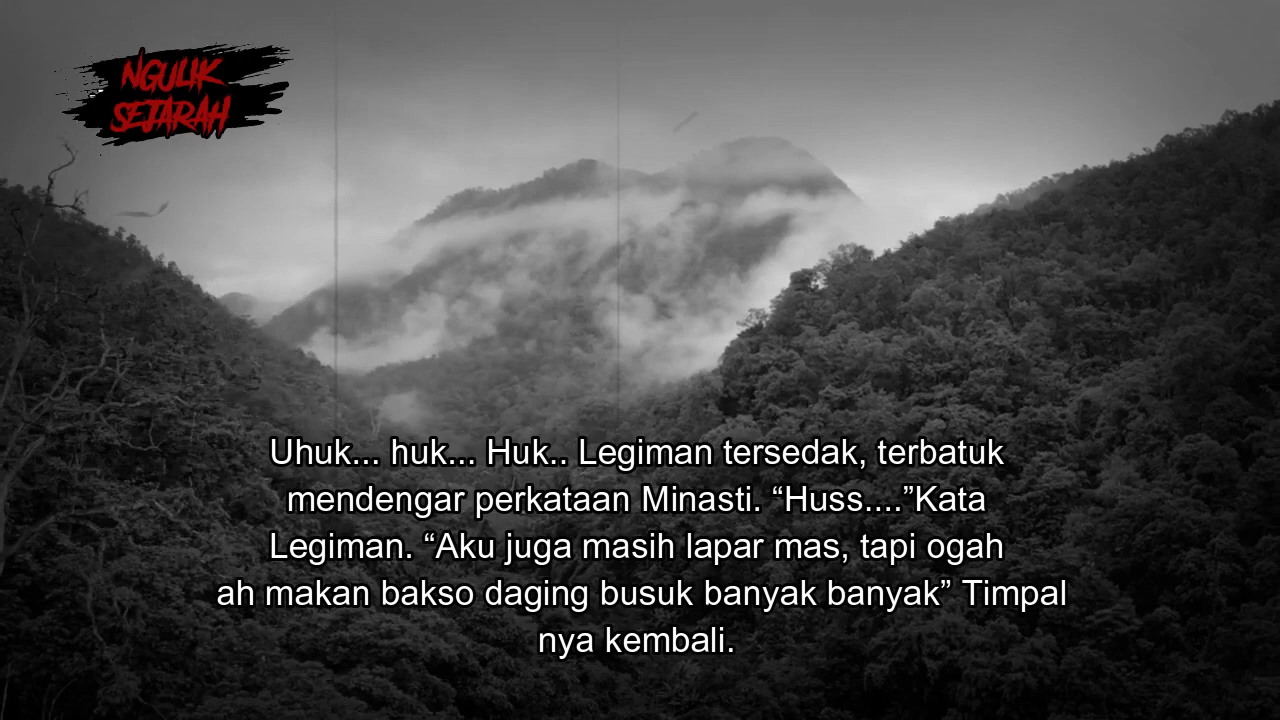 NGULIK
SEJARAH
Uhuk... huk... Huk.. Legiman tersedak, terbatuk
mendengar perkataan Minasti. “Huss....”Kata
Legiman. “Aku juga masih lapar mas, tapi ogah
ah makan bakso daging busuk banyak banyak” Timpal
nya kembali.